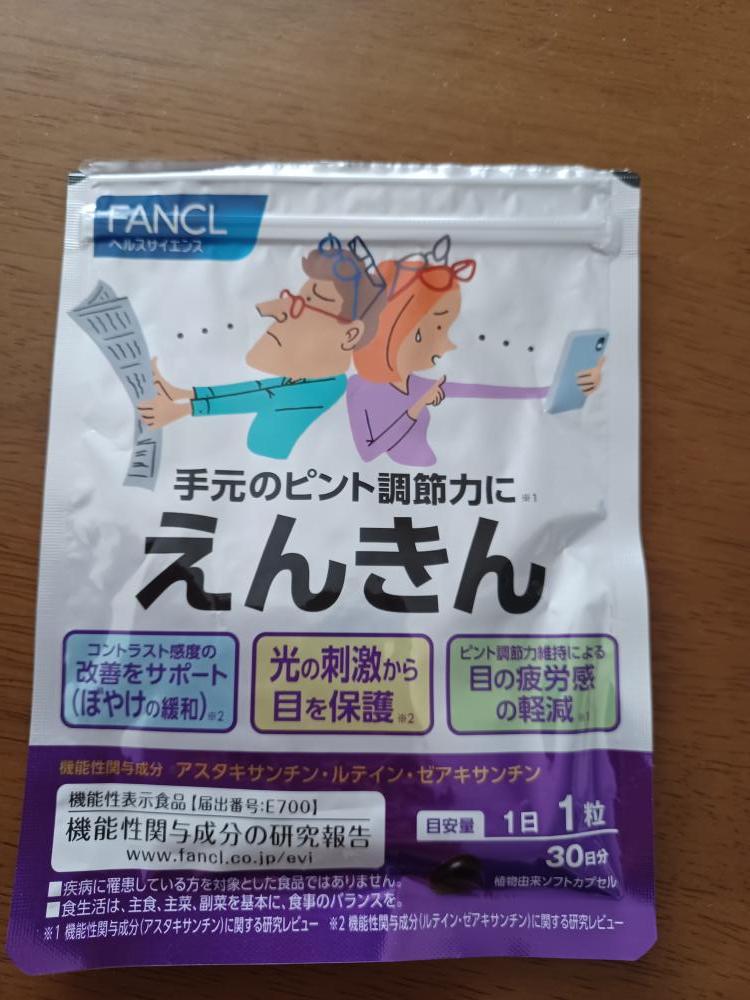 FANCL
ヘルスサイエンス
手元のピント調節力に※1
えんきん
コントラスト感度の
改善をサポート
(ぼやけの緩和)※2
光の刺激から
目を保護※2
ピント調節力維持による
目の疲労感
の軽減※1
機能性関与成分 アスタキサンチン・ルテイン・ゼアキサンチン
機能性表示食品【届出番号:E700】
機能性関与成分の研究報告
www.fancl.co.jp/evi
目安量 1日 1粒
30日分
植物由来ソフトカプセル
■疾病に罹患している方を対象とした食品ではありません。
■食生活は、主食、主菜、副菜を基本に、食事のバランスを。
※1 機能性関与成分(アスタキサンチン)に関する研究レビュー ※2 機能性関与成分(ルテイン・ゼアキサンチン)に関する研究レビュー